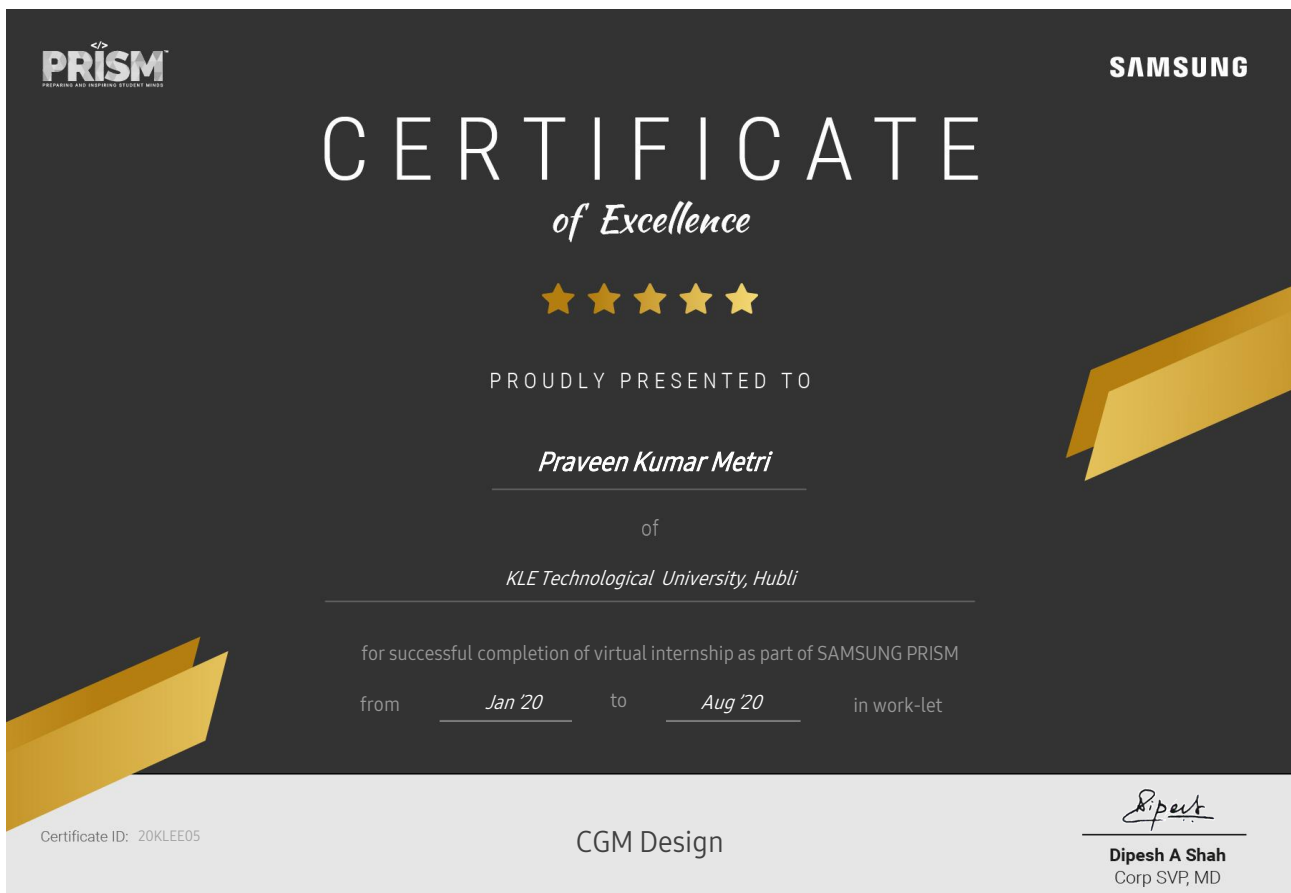 </>
PRISM™
PREPARING AND INSPIRING STUDENT MINDS
SAMSUNG
CERTIFICATE
of Excellence
PROUDLY PRESENTED TO
Praveen Kumar Metri
of
KLE Technological University, Hubli
for successful completion of virtual internship as part of SAMSUNG PRISM
from Jan '20 to Aug '20 in work-let
Certificate ID: 20KLEE05
CGM Design
Dipesh
Dipesh A Shah
Corp SVP, MD